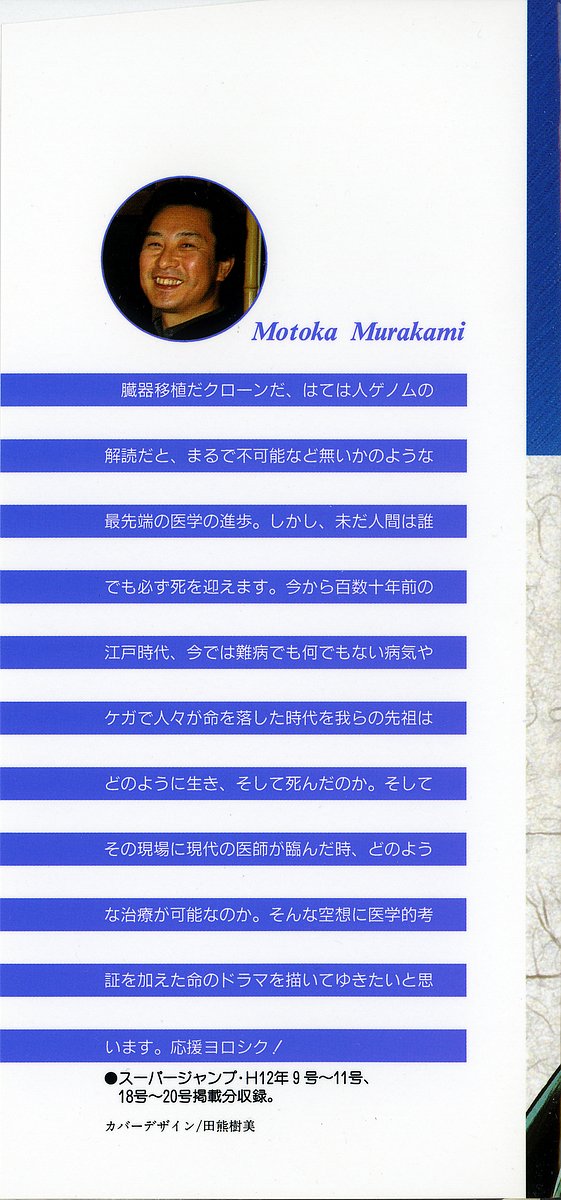 Motoka Murakami
臓器移植だクローンだ、はては人ゲノムの
解読だと、まるで不可能など無いかのような
最先端の医学の進歩。しかし、未だ人間は誰
でも必ず死を迎えます。今から百数十年前の
江戸時代、今では難病でも何でもない病気や
ケガで人々が命を落した時代を我らの先祖は
どのように生き、そして死んだのか。そして
その現場に現代の医師が臨んだ時、どのよう
な治療が可能なのか。そんな空想に医学的考
証を加えた命のドラマを描いてゆきたいと思
います。応援ヨロシク！
●スーパージャンプ・H12年9号〜11号、
18号〜20号掲載分収録。
カバーデザイン/田熊樹美